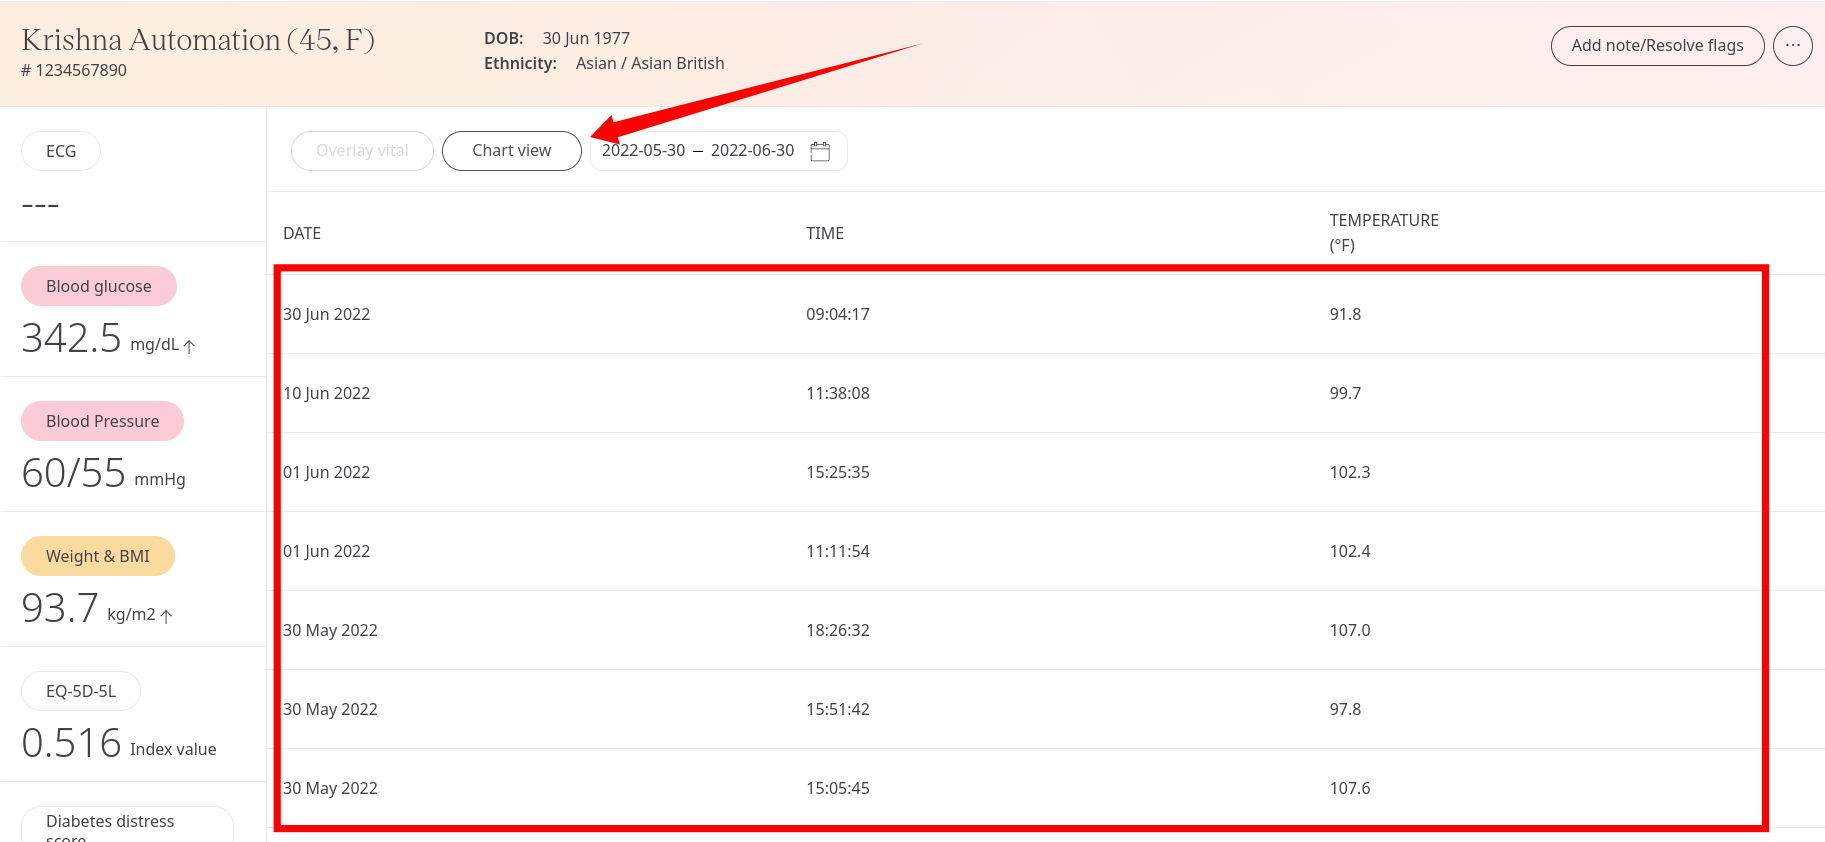 Krishna Automation (45, F)
# 1234567890
DOB: 30 Jun 1977
Ethnicity: Asian / Asian British
Add note/Resolve flags
...
ECG
---
Blood glucose
342.5 mg/dL ↑
Blood Pressure
60/55 mmHg
Weight & BMI
93.7 kg/m2 ↑
EQ-5D-5L
0.516 Index value
Diabetes distress
score
Overlay vital
Chart view
2022-05-30 – 2022-06-30
DATE TIME TEMPERATURE
(°F)
30 Jun 2022 09:04:17 91.8
10 Jun 2022 11:38:08 99.7
01 Jun 2022 15:25:35 102.3
01 Jun 2022 11:11:54 102.4
30 May 2022 18:26:32 107.0
30 May 2022 15:51:42 97.8
30 May 2022 15:05:45 107.6